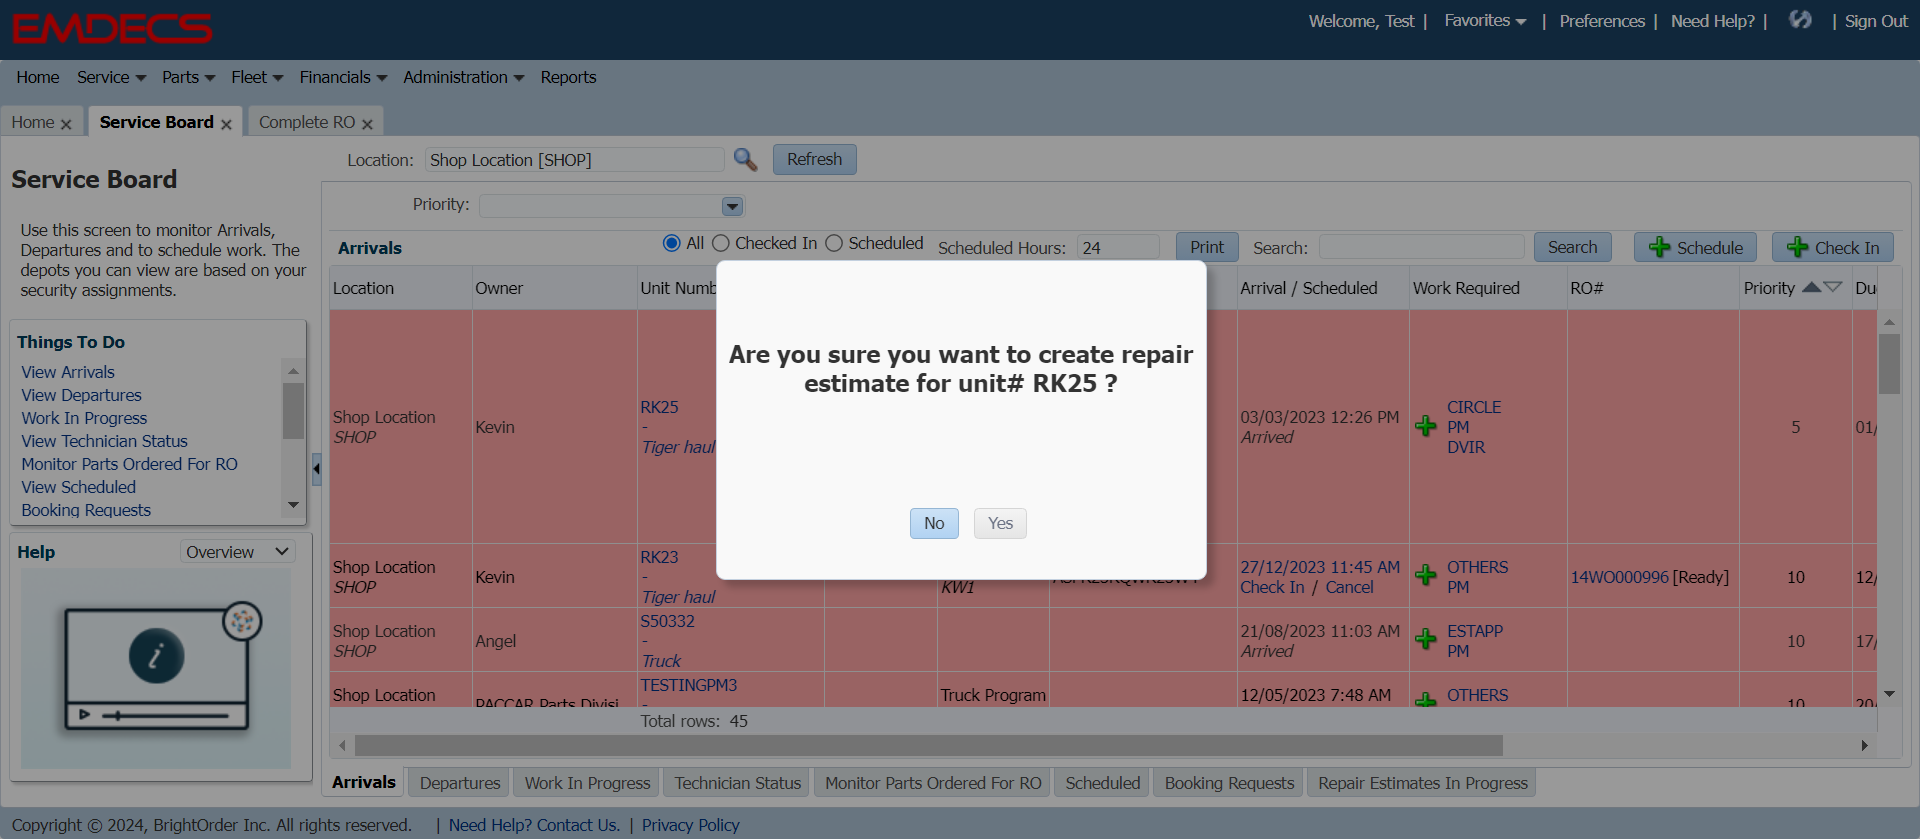 EMDECS
Welcome, Test | Favorites | Preferences | Need Help? | | Sign Out
Home Service Parts Fleet Financials Administration Reports
Home Service Board Complete RO
Location: Shop Location [SHOP] Refresh
Service Board
Use this screen to monitor Arrivals,
Departures and to schedule work. The
depots you can view are based on your
security assignments.
Things To Do
View Arrivals
View Departures
Work In Progress
View Technician Status
Monitor Parts Ordered For RO
View Scheduled
Booking Requests
Help Overview
Priority:
Arrivals All Checked In Scheduled Scheduled Hours: 24 Print Search: Search Schedule Check In
Location Owner Unit Numb Arrival / Scheduled Work Required RO# Priority Du
Shop Location
SHOP
Kevin
RK25
-
Tiger haul
03/03/2023 12:26 PM
Arrived
CIRCLE
PM
DVIR
5
01/
Are you sure you want to create repair
estimate for unit# RK25 ?
No Yes
Shop Location
SHOP
Kevin
RK23
-
Tiger haul
KW1
27/12/2023 11:45 AM
Check In / Cancel
OTHERS
PM
14WO000996 [Ready]
10
12/
Shop Location
SHOP
Angel
S50332
-
Truck
21/08/2023 11:03 AM
Arrived
ESTAPP
PM
10
17/
Shop Location
PACCAR Parts Divisi
TESTINGPM3
-
Truck Program
12/05/2023 7:48 AM
OTHERS
10
20/
Total rows: 45
Arrivals Departures Work In Progress Technician Status Monitor Parts Ordered For RO Scheduled Booking Requests Repair Estimates In Progress
Copyright © 2024, BrightOrder Inc. All rights reserved. | Need Help? Contact Us. | Privacy Policy